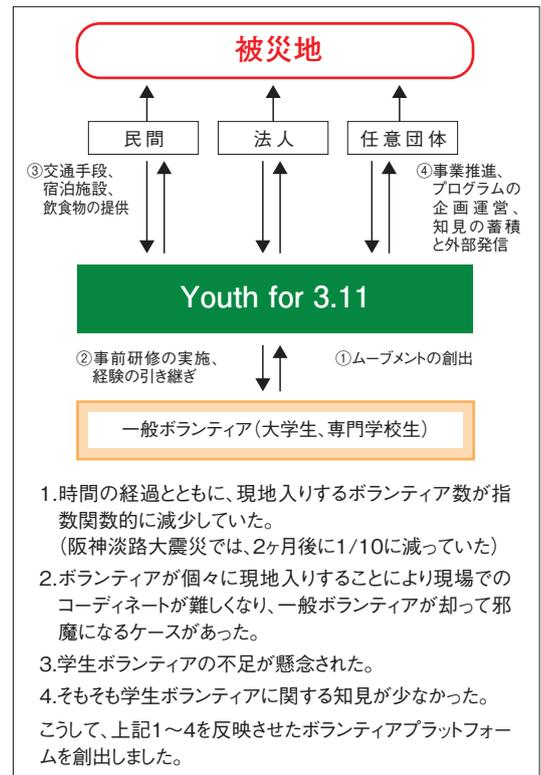 被災地
民間 法人 任意団体
③交通手段、
宿泊施設、
飲食物の提供
④事業推進、
プログラムの
企画運営、
知見の蓄積
と外部発信
Youth for 3.11
②事前研修の実施、
経験の引き継ぎ
①ムーブメントの創出
一般ボランティア（大学生、専門学校生）
1.時間の経過とともに、現地入りするボランティア数が指
数関数的に減少していた。
（阪神淡路大震災では、2ヶ月後に1/10に減っていた）
2.ボランティアが個々に現地入りすることにより現場での
コーディネートが難しくなり、一般ボランティアが却って邪
魔になるケースがあった。
3.学生ボランティアの不足が懸念された。
4.そもそも学生ボランティアに関する知見が少なかった。
こうして、上記1～4を反映させたボランティアプラットフォー
ムを創出しました。